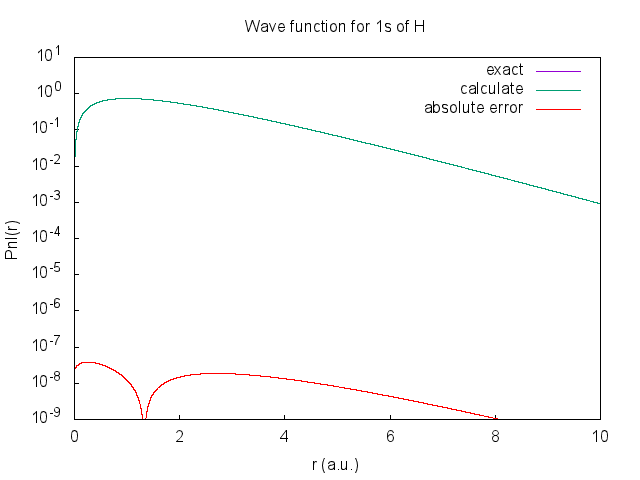 Wave function for 1s of H
10^1
10^0
10^-1
10^-2
10^-3
10^-4
10^-5
10^-6
10^-7
10^-8
10^-9
Pnl(r)
exact
calculate
absolute error
0 2 4 6 8 10
r (a.u.)